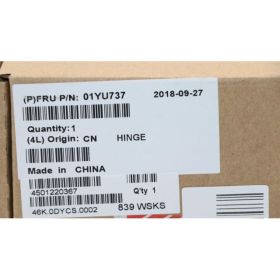 (P)FRU P/N: 01YU737 2018-09-27
Quantity:1
(4L) Origin: CN HINGE
Made in CHINA
4501220367 Q'ty 1
46K.0DYCS.0002 839 WSKS